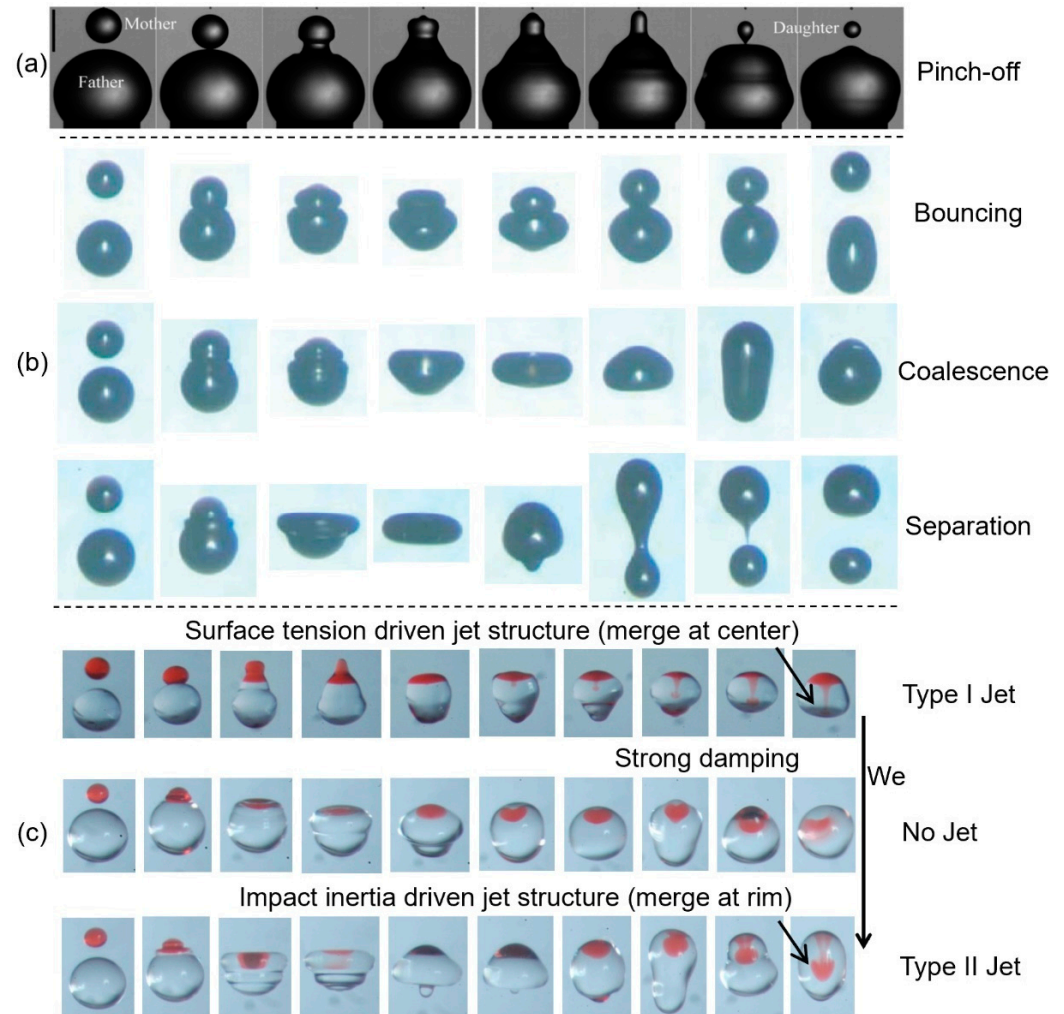 (a)
Mother
Father
Daughter
Pinch-off
Bouncing
(b)
Coalescence
Separation
Surface tension driven jet structure (merge at center)
Type I Jet
Strong damping
We
(c)
No Jet
Impact inertia driven jet structure (merge at rim)
Type II Jet